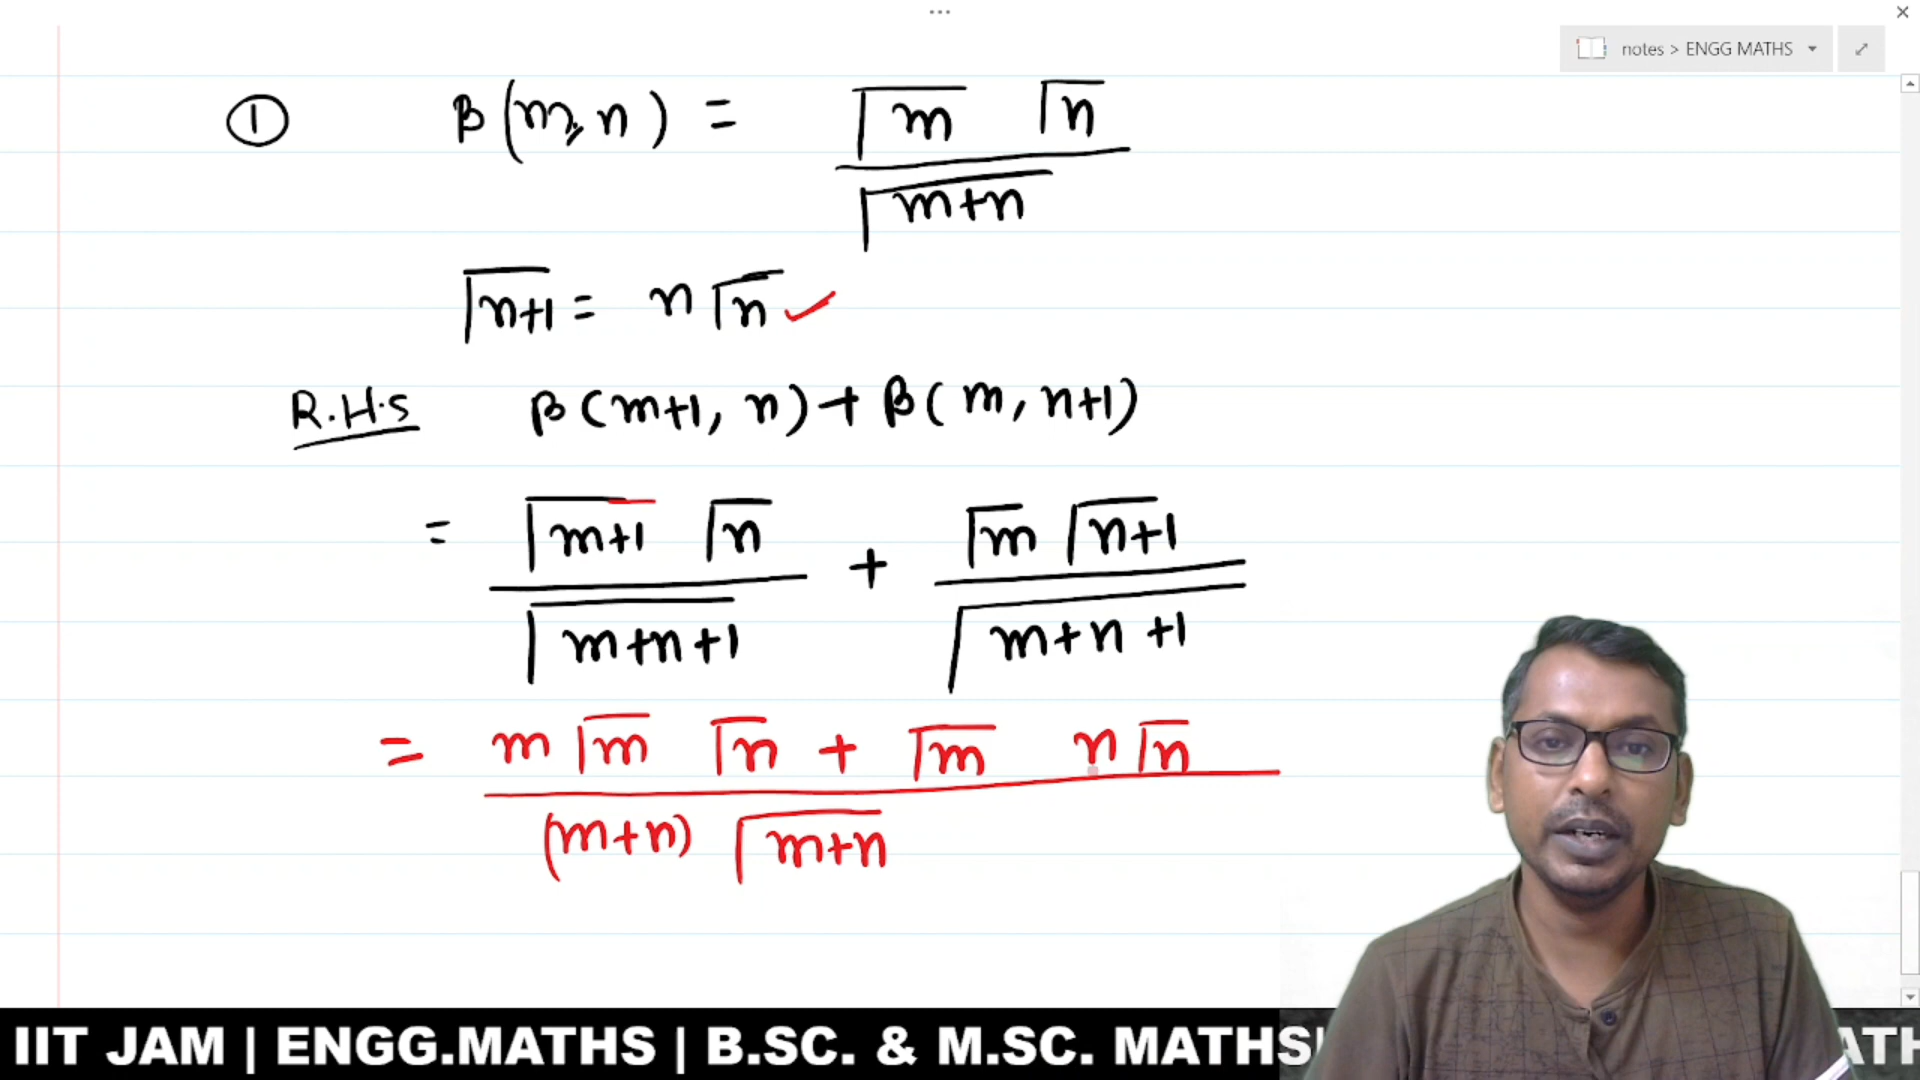 notes > ENGG MATHS
① β(m, n) = Γm Γn / Γm+n
Γn+1 = n Γn ✓
R.H.S β(m+1, n) + β(m, n+1)
= Γm+1 Γn / Γm+n+1 + Γm Γn+1 / Γm+n+1
= m Γm Γn + Γm n Γn / (m+n) Γm+n
IIT JAM | ENGG.MATHS | B.SC. & M.SC. MATHS